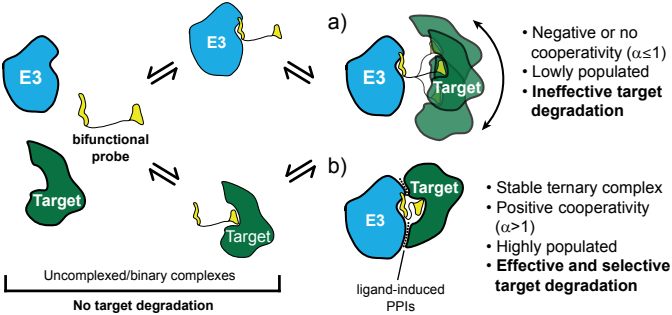 E3
bifunctional
probe
Target
E3
Target
Uncomplexed/binary complexes
No target degradation
a)
E3
Target
• Negative or no
cooperativity (α≤1)
• Lowly populated
• Ineffective target
degradation
b)
E3
Target
ligand-induced
PPIs
• Stable ternary complex
• Positive cooperativity
(α>1)
• Highly populated
• Effective and selective
target degradation